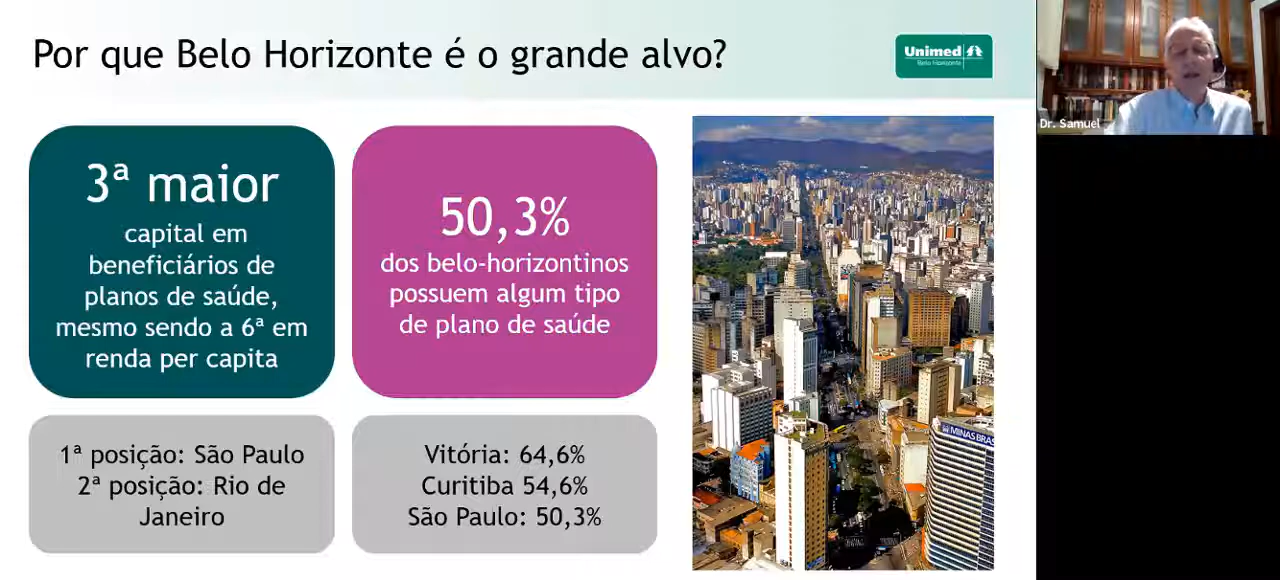 Por que Belo Horizonte é o grande alvo?
Unimed
Belo Horizonte
Dr. Samuel
3ª maior
capital em
beneficiários de
planos de saúde,
mesmo sendo a 6ª em
renda per capita
50,3%
dos belo-horizontinos
possuem algum tipo
de plano de saúde
1ª posição: São Paulo
2ª posição: Rio de
Janeiro
Vitória: 64,6%
Curitiba 54,6%
São Paulo: 50,3%
MINAS BRAS